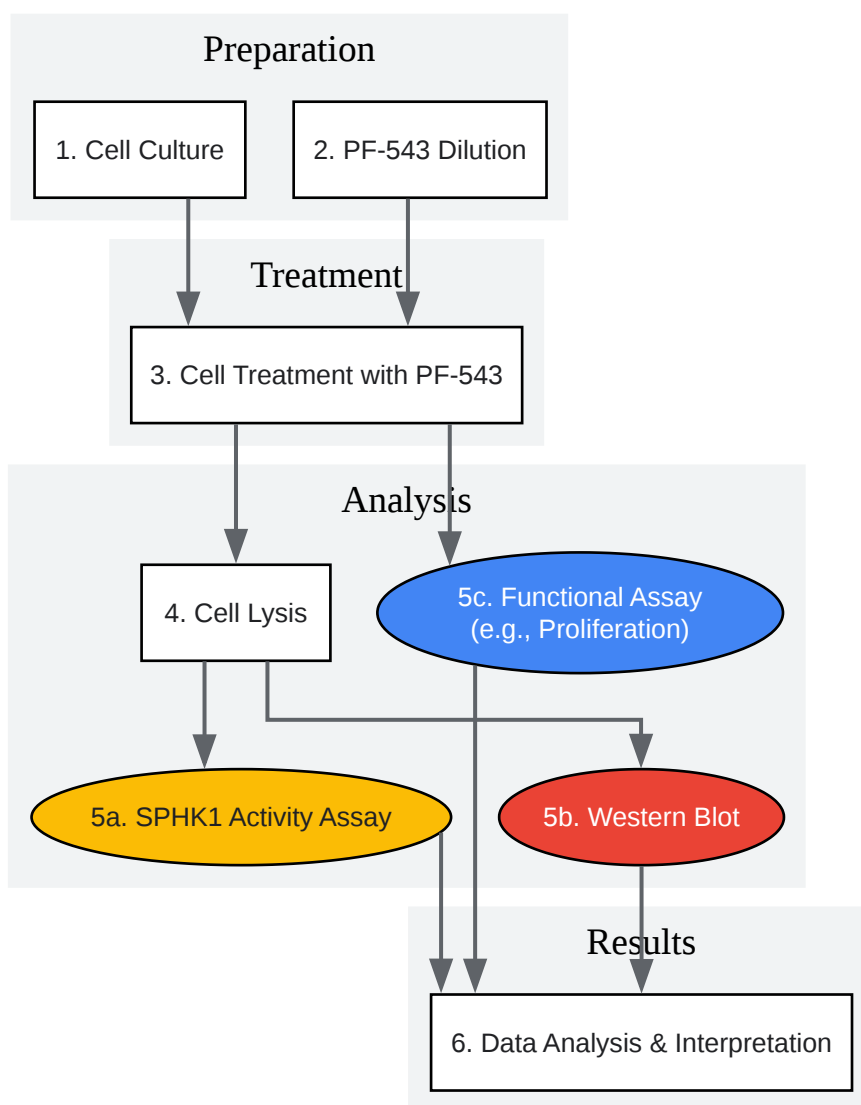 Preparation
1. Cell Culture
2. PF-543 Dilution
Treatment
3. Cell Treatment with PF-543
Analysis
4. Cell Lysis
5c. Functional Assay
(e.g., Proliferation)
5a. SPHK1 Activity Assay
5b. Western Blot
Results
6. Data Analysis & Interpretation